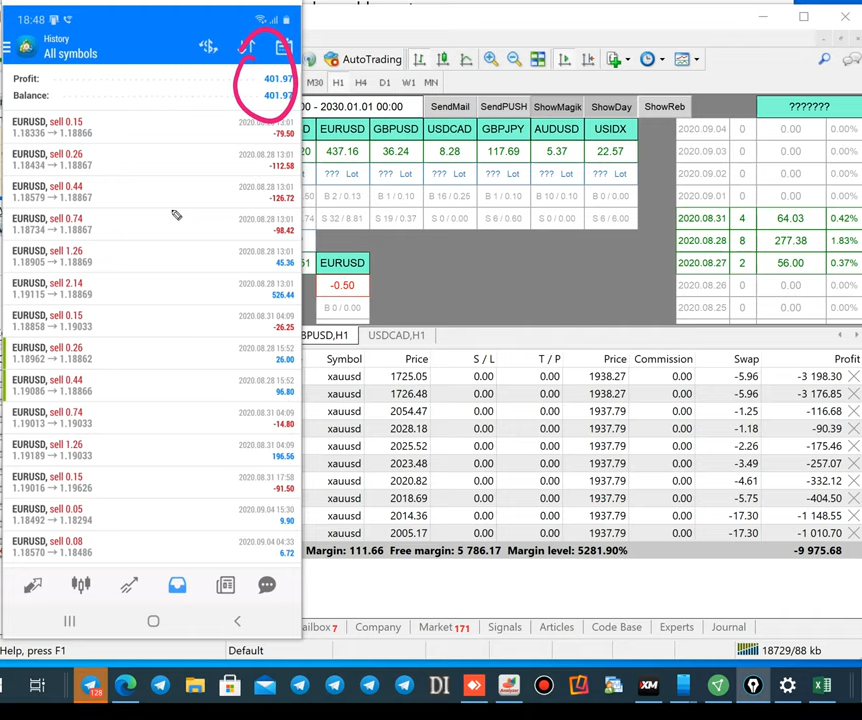 18:48
History
All symbols
Profit: 401.97
Balance: 401.97
EURUSD, sell 0.15 2020.08.28 13:01
1.18336 → 1.18866 -79.50
EURUSD, sell 0.26 2020.08.28 13:01
1.18434 → 1.18867 -112.58
EURUSD, sell 0.44 2020.08.28 13:01
1.18579 → 1.18867 -126.72
EURUSD, sell 0.74 2020.08.28 13:01
1.18734 → 1.18867 -98.42
EURUSD, sell 1.26 2020.08.28 13:01
1.18905 → 1.18869 45.36
EURUSD, sell 2.14 2020.08.28 13:01
1.19115 → 1.18869 526.44
EURUSD, sell 0.15 2020.08.31 04:09
1.18858 → 1.19033 -26.25
EURUSD, sell 0.26 2020.08.28 15:52
1.18962 → 1.18862 26.00
EURUSD, sell 0.44 2020.08.28 15:52
1.19086 → 1.18866 96.80
EURUSD, sell 0.74 2020.08.31 04:09
1.19013 → 1.19033 -14.80
EURUSD, sell 1.26 2020.08.31 04:09
1.19189 → 1.19033 196.56
EURUSD, sell 0.15 2020.08.31 17:58
1.19016 → 1.19626 -91.50
EURUSD, sell 0.05 2020.09.04 15:30
1.18492 → 1.18294 9.90
EURUSD, sell 0.08 2020.09.04 04:33
1.18570 → 1.18486 6.72
AutoTrading
M30 H1 H4 D1 W1 MN
00 - 2030.01.01 00:00 SendMail SendPUSH ShowMagik ShowDay ShowReb
D EURUSD GBPUSD USDCAD GBPJPY AUDUSD USIDX
20 437.16 36.24 8.28 117.69 5.37 22.57
??? Lot ??? Lot ??? Lot ??? Lot ??? Lot ??? Lot
.50 B 2 / 0.13 B 1 / 0.10 B 16 / 0.25 B 1 / 0.10 B 10 / 0.10 B 0 / 0.00
.74 S 32 / 8.81 S 19 / 0.37 S 0 / 0.00 S 6 / 0.60 S 0 / 0.00 S 6 / 6.00
51 EURUSD
-0.50
B 0 / 0.00
???????
2020.09.04 0 0.00 0.00%
2020.09.03 0 0.00 0.00%
2020.09.02 0 0.00 0.00%
2020.09.01 0 0.00 0.00%
2020.08.31 4 64.03 0.42%
2020.08.28 8 277.38 1.83%
2020.08.27 2 56.00 0.37%
2020.08.26 0 0.00 0.00%
2020.08.25 0 0.00 0.00%
BPUSD,H1 USDCAD,H1
Symbol Price S / L T / P Price Commission Swap Profit
xauusd 1725.05 0.00 0.00 1938.27 0.00 -5.96 -3 198.30
xauusd 1726.48 0.00 0.00 1938.27 0.00 -5.96 -3 176.85
xauusd 2054.47 0.00 0.00 1937.79 0.00 -1.25 -116.68
xauusd 2028.18 0.00 0.00 1937.79 0.00 -1.18 -90.39
xauusd 2025.52 0.00 0.00 1937.79 0.00 -2.26 -175.46
xauusd 2023.48 0.00 0.00 1937.79 0.00 -3.49 -257.07
xauusd 2020.82 0.00 0.00 1937.79 0.00 -4.61 -332.12
xauusd 2018.69 0.00 0.00 1937.79 0.00 -5.75 -404.50
xauusd 2014.36 0.00 0.00 1937.79 0.00 -17.30 -1 148.55
xauusd 2005.17 0.00 0.00 1937.79 0.00 -17.30 -1 010.70
Margin: 111.66 Free margin: 5 786.17 Margin level: 5281.90% -9 975.68
ailbox 7 Company Market 171 Signals Articles Code Base Experts Journal
Help, press F1 Default 18729/88 kb
128
DI
XM